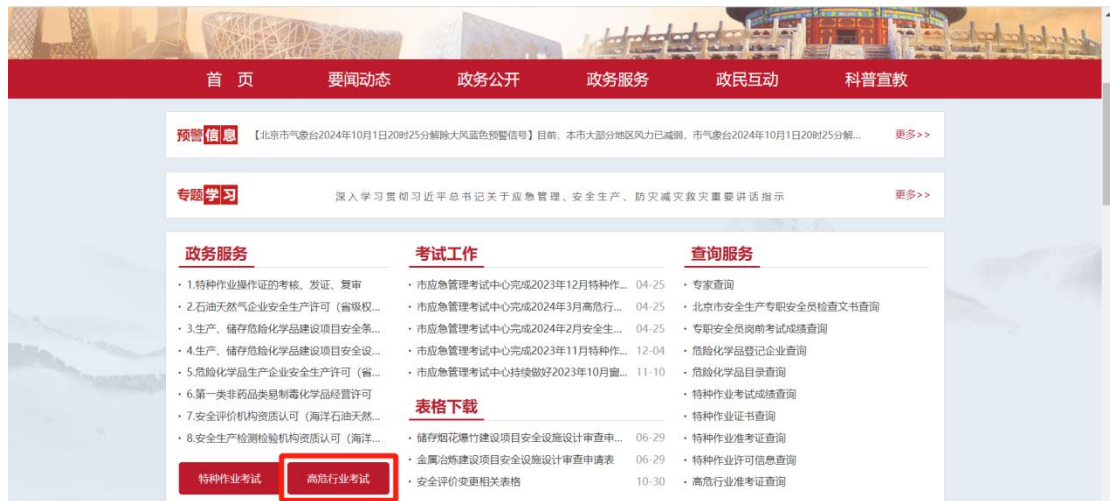 首 页 要闻动态 政务公开 政务服务 政民互动 科普宣教
预警信息 【北京市气象台2024年10月1日20时25分解除大风蓝色预警信号】目前，本市大部分地区风力已减弱，市气象台2024年10月1日20时25分解... 更多>>
专题学习 深入学习贯彻习近平总书记关于应急管理、安全生产、防灾减灾救灾重要讲话指示 更多>>
政务服务
· 1.特种作业操作证的考核、发证、复审
· 2.石油天然气企业安全生产许可（省级权...
· 3.生产、储存危险化学品建设项目安全条...
· 4.生产、储存危险化学品建设项目安全设...
· 5.危险化学品生产企业安全生产许可（省...
· 6.第一类非药品类易制毒化学品经营许可
· 7.安全评价机构资质认可（海洋石油天然...
· 8.安全生产检测检验机构资质认可（海洋...
特种作业考试 高危行业考试
考试工作
· 市应急管理考试中心完成2023年12月特种作... 04-25
· 市应急管理考试中心完成2024年3月高危行... 04-25
· 市应急管理考试中心完成2024年2月安全生... 04-25
· 市应急管理考试中心完成2023年11月特种作... 12-04
· 市应急管理考试中心持续做好2023年10月窗... 11-10
表格下载
· 储存烟花爆竹建设项目安全设施设计审查申... 06-29
· 金属冶炼建设项目安全设施设计审查申请表 06-29
· 安全评价变更相关表格 10-30
查询服务
· 专家查询
· 北京市安全生产专职安全员检查文书查询
· 专职安全员岗前考试成绩查询
· 危险化学品登记企业查询
· 危险化学品目录查询
· 特种作业考试成绩查询
· 特种作业证书查询
· 特种作业准考证查询
· 特种作业许可信息查询
· 高危行业准考证查询